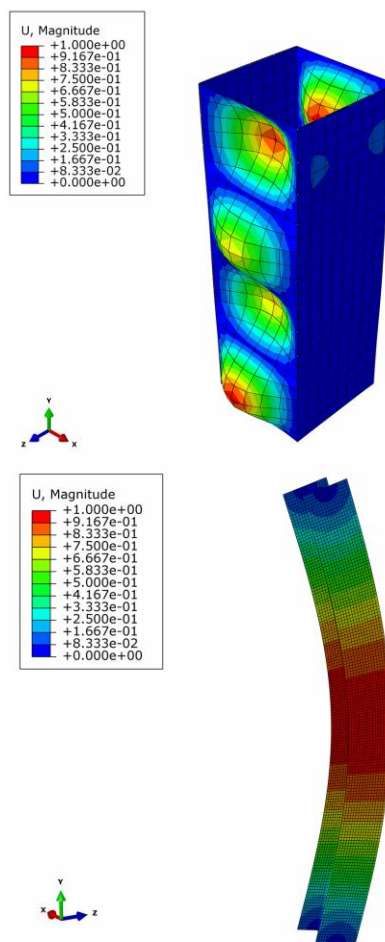 U, Magnitude
+1.000e+00
+9.167e-01
+8.333e-01
+7.500e-01
+6.667e-01
+5.833e-01
+5.000e-01
+4.167e-01
+3.333e-01
+2.500e-01
+1.667e-01
+8.333e-02
+0.000e+00
Y
Z
X
U, Magnitude
+1.000e+00
+9.167e-01
+8.333e-01
+7.500e-01
+6.667e-01
+5.833e-01
+5.000e-01
+4.167e-01
+3.333e-01
+2.500e-01
+1.667e-01
+8.333e-02
+0.000e+00
Y
X
Z